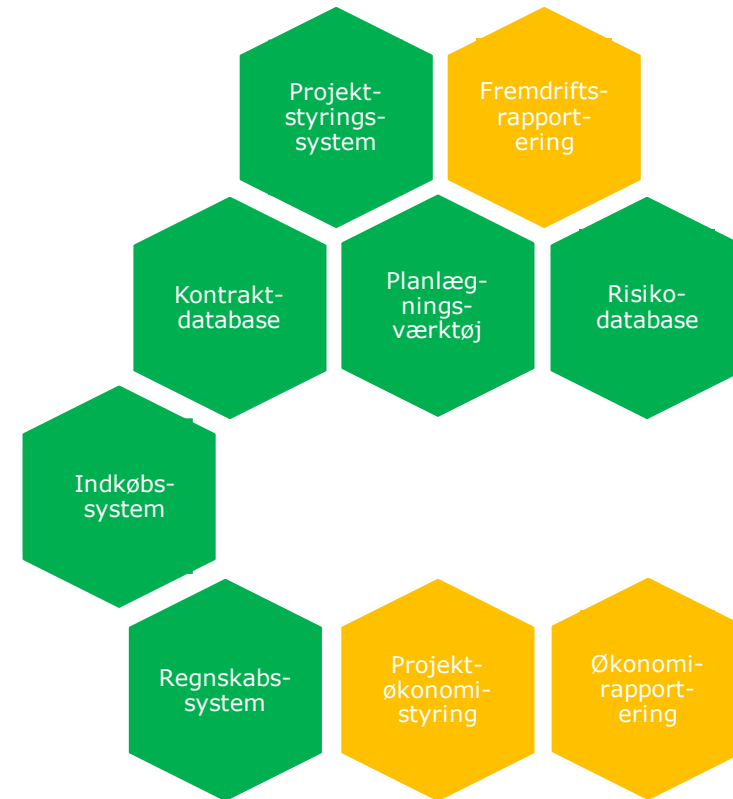 Projekt-
styrings-
system
Fremdrifts-
rapport-
ering
Kontrakt-
database
Planlæg-
nings-
værktøj
Risiko-
database
Indkøbs-
system
Regnskabs-
system
Projekt-
økonomi-
styring
Økonomi-
rapport-
ering